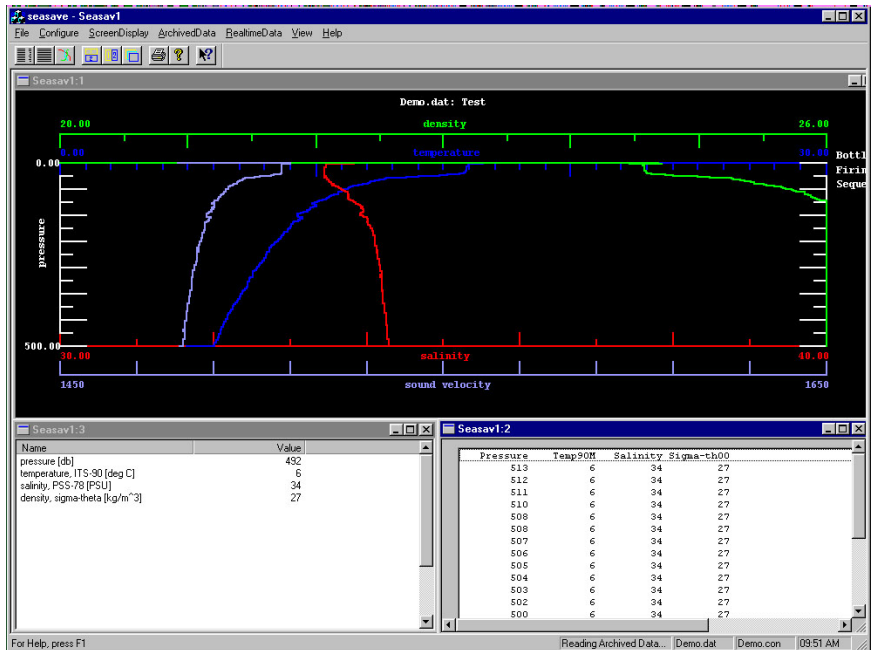 seasave - Seasav1
File Configure ScreenDisplay ArchivedData RealtimeData View Help
Seasav1:1
Demo.dat: Test
20.00 density 26.00
0.00 temperature 30.00
0.00
Bottl
Firin
Seque
pressure
500.00
30.00 salinity 40.00
1450 sound velocity 1650
Seasav1:3
Name Value
pressure [db] 492
temperature, ITS-90 [deg C] 6
salinity, PSS-78 [PSU] 34
density, sigma-theta [kg/m^3] 27
Seasav1:2
Pressure Temp90M Salinity Sigma-th00
513 6 34 27
512 6 34 27
511 6 34 27
510 6 34 27
508 6 34 27
508 6 34 27
507 6 34 27
506 6 34 27
505 6 34 27
504 6 34 27
503 6 34 27
502 6 34 27
500 6 34 27
For Help, press F1
Reading Archived Data... Demo.dat Demo.con 09:51 AM